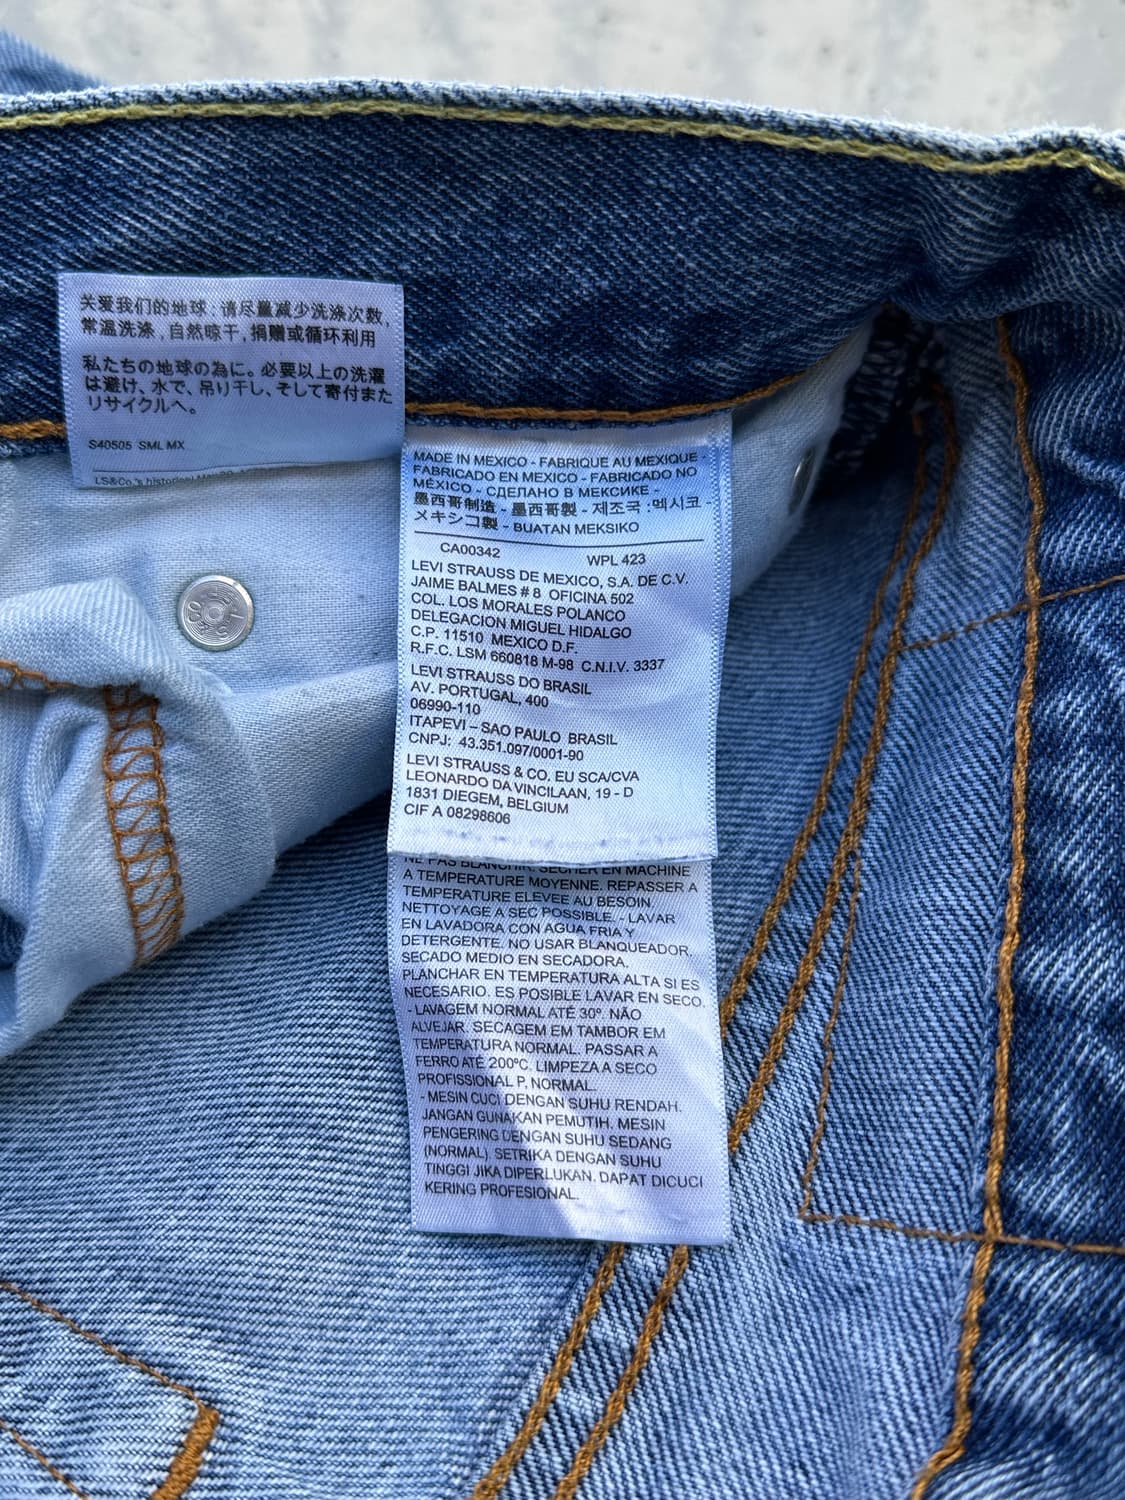 关爱我们的地球:请尽量减少洗涤次数,
常温洗涤,自然晾干,捐赠或循环利用
私たちの地球の為に。必要以上の洗濯
は避け、水で、吊り干し、そして寄付また
リサイクルへ。
S40505 SML MX
LS&Co.'s historical
MADE IN MEXICO - FABRIQUE AU MEXIQUE -
FABRICADO EN MEXICO - FABRICADO NO
MÉXICO - СДЕЛАНО В МЕКСИКЕ -
墨西哥制造 - 墨西哥製 - 제조국 :멕시코 -
メキシコ製 - BUATAN MEKSIKO
CA00342 WPL 423
LEVI STRAUSS DE MEXICO, S.A. DE C.V.
JAIME BALMES # 8 OFICINA 502
COL. LOS MORALES POLANCO
DELEGACION MIGUEL HIDALGO
C.P. 11510 MEXICO D.F.
R.F.C. LSM 660818 M-98 C.N.I.V. 3337
LEVI STRAUSS DO BRASIL
AV. PORTUGAL, 400
06990-110
ITAPEVI – SAO PAULO BRASIL
CNPJ: 43.351.097/0001-90
LEVI STRAUSS & CO. EU SCA/CVA
LEONARDO DA VINCILAAN, 19 - D
1831 DIEGEM, BELGIUM
CIF A 08298606
NE PAS BLANCHIR. SECHER EN MACHINE
A TEMPERATURE MOYENNE. REPASSER A
TEMPERATURE ELEVEE AU BESOIN.
NETTOYAGE A SEC POSSIBLE. - LAVAR
EN LAVADORA CON AGUA FRIA Y
DETERGENTE. NO USAR BLANQUEADOR.
SECADO MEDIO EN SECADORA.
PLANCHAR EN TEMPERATURA ALTA SI ES
NECESARIO. ES POSIBLE LAVAR EN SECO.
- LAVAGEM NORMAL ATÉ 30º. NÃO
ALVEJAR. SECAGEM EM TAMBOR EM
TEMPERATURA NORMAL. PASSAR A
FERRO ATÉ 200ºC. LIMPEZA A SECO
PROFISSIONAL P, NORMAL.
- MESIN CUCI DENGAN SUHU RENDAH.
JANGAN GUNAKAN PEMUTIH. MESIN
PENGERING DENGAN SUHU SEDANG
(NORMAL). SETRIKA DENGAN SUHU
TINGGI JIKA DIPERLUKAN. DAPAT DICUCI
KERING PROFESIONAL.